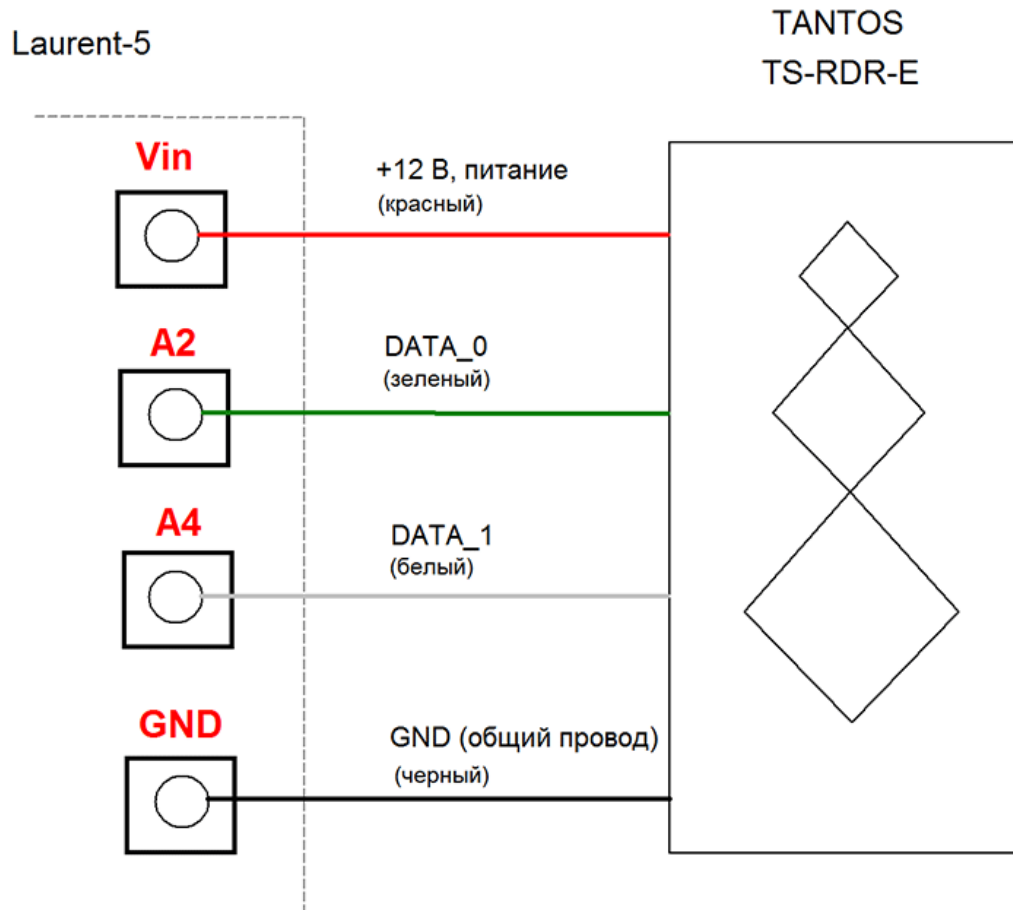 Laurent-5
TANTOS
TS-RDR-E
Vin
+12 В, питание
(красный)
A2
DATA_0
(зеленый)
A4
DATA_1
(белый)
GND
GND (общий провод)
(черный)